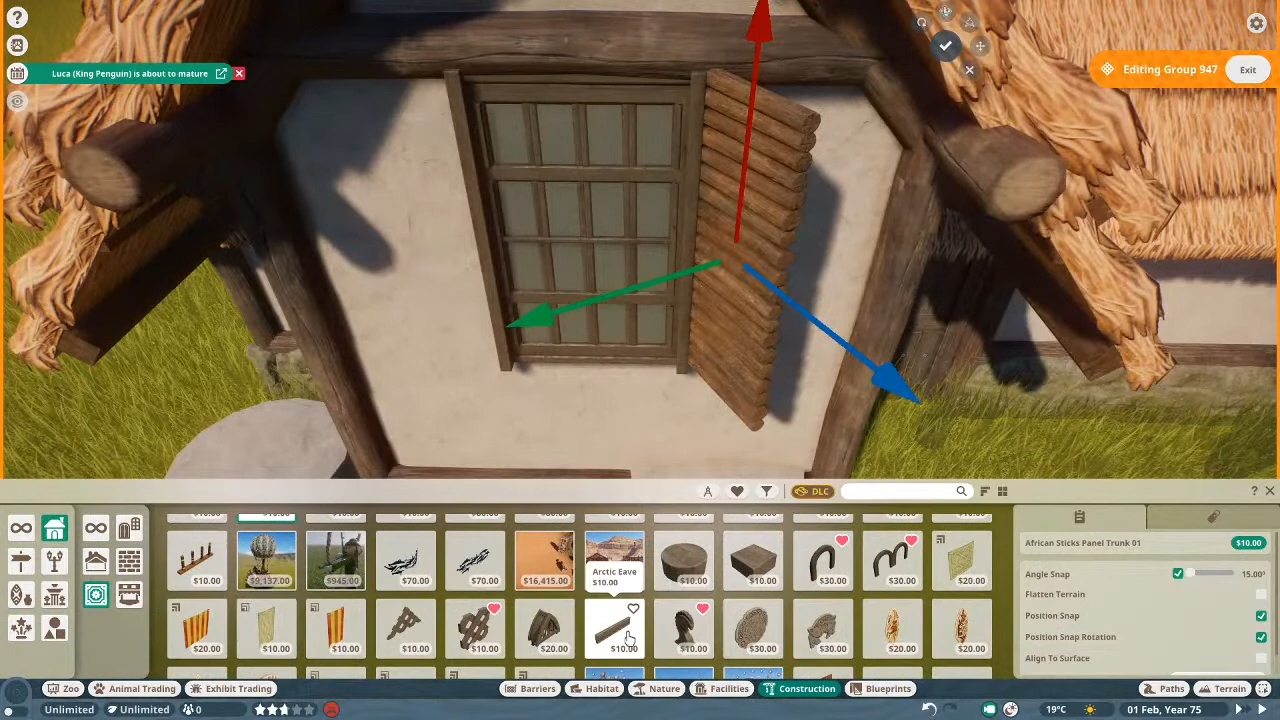 ?
Luca (King Penguin) is about to mature
Editing Group 947
Exit
DLC
African Sticks Panel Trunk 01
$10.00
$10.00
$9,137.00
$945.00
$70.00
$70.00
$16,415.00
Arctic Eave
$10.00
$10.00
$10.00
$30.00
$30.00
$20.00
Angle Snap
15.00°
Flatten Terrain
Position Snap
Position Snap Rotation
Align To Surface
$20.00
$10.00
$10.00
$10.00
$10.00
$20.00
$10.00
$10.00
$30.00
$30.00
$20.00
$10.00
Zoo
Animal Trading
Exhibit Trading
Barriers
Habitat
Nature
Facilities
Construction
Blueprints
Paths
Terrain
Unlimited
Unlimited
0
19°C
01 Feb, Year 75